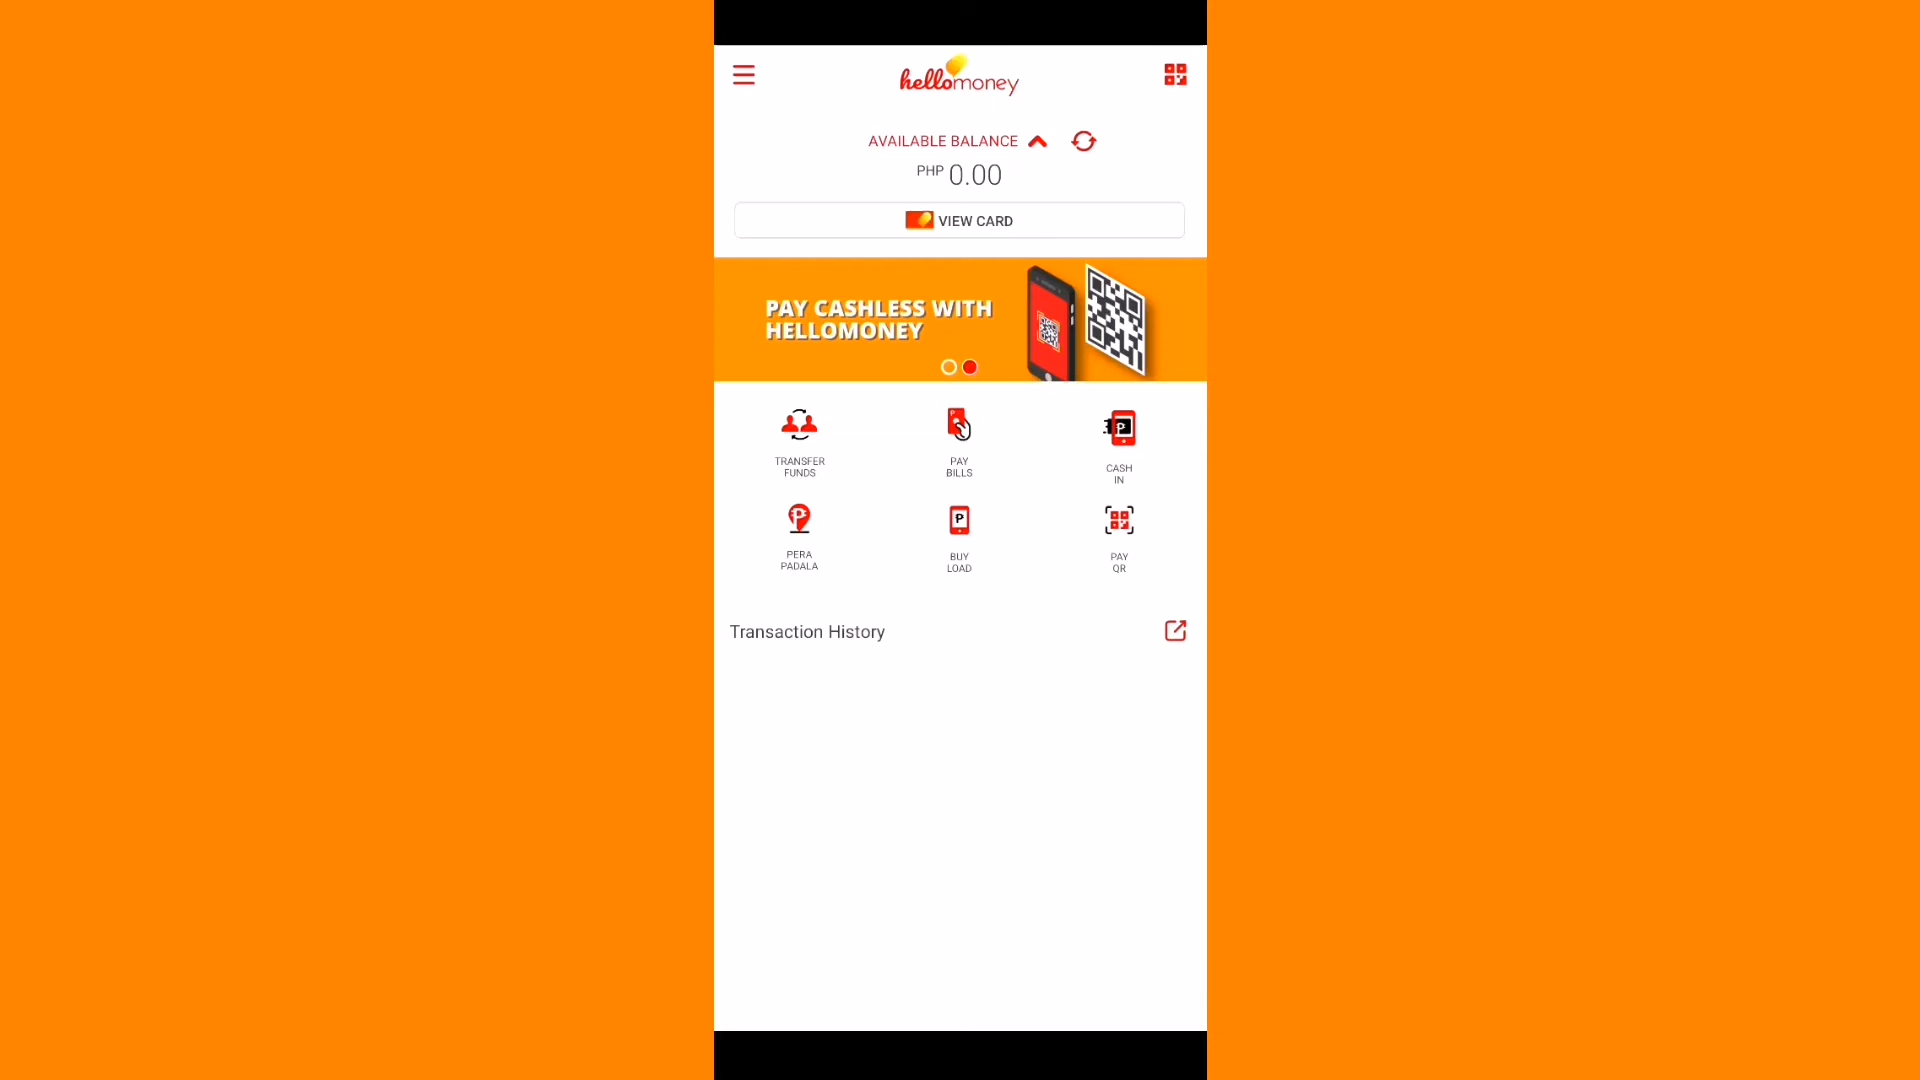 hellomoney
AVAILABLE BALANCE
PHP 0.00
VIEW CARD
PAY CASHLESS WITH
HELLOMONEY
TRANSFER
FUNDS
PAY
BILLS
CASH
IN
PERA
PADALA
BUY
LOAD
PAY
QR
Transaction History